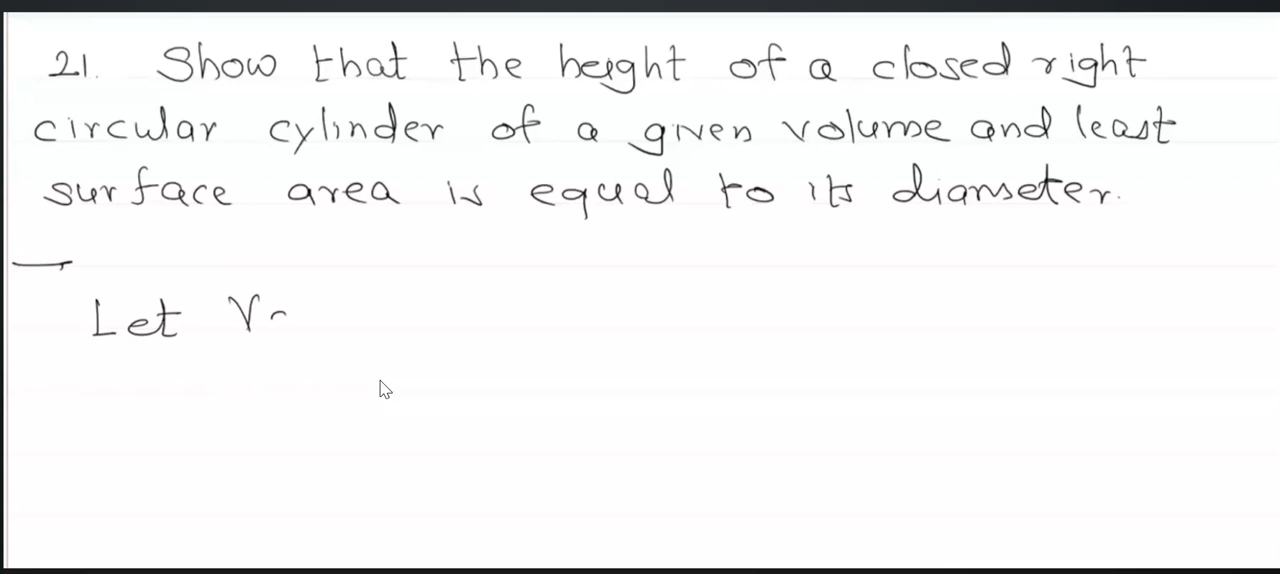 21. Show that the height of a closed right
circular cylinder of a given volume and least
surface area is equal to its diameter.
Let V